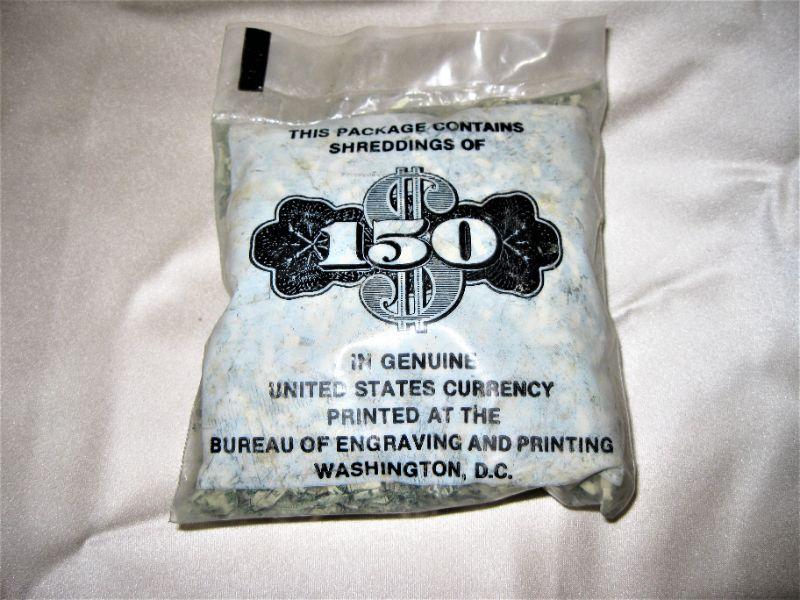 THIS PACKAGE CONTAINS
SHREDDINGS OF
$150
IN GENUINE
UNITED STATES CURRENCY
PRINTED AT THE
BUREAU OF ENGRAVING AND PRINTING
WASHINGTON, D.C.